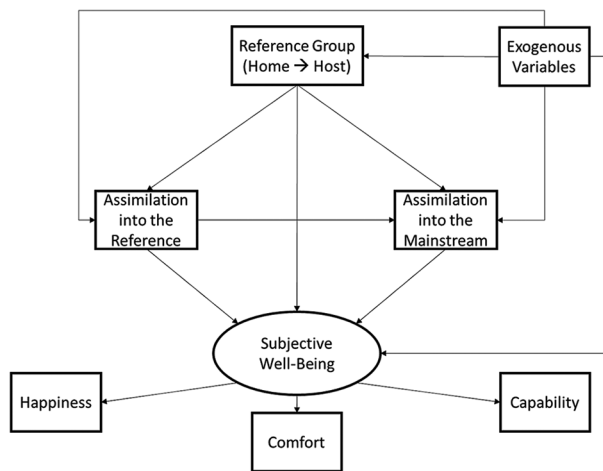 Reference Group
(Home → Host)
Exogenous
Variables
Assimilation
into the
Reference
Assimilation
into the
Mainstream
Subjective
Well-Being
Happiness
Comfort
Capability